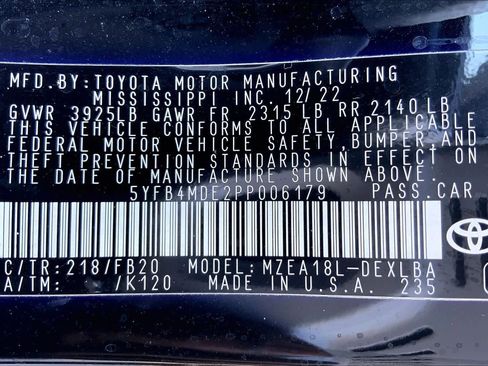 MFD. BY: TOYOTA MOTOR MANUFACTURING
MISSISSIPPI INC. 12/22
GVWR 3925LB GAWR FR 2315 LB RR 2140 LB
THIS VEHICLE CONFORMS TO ALL APPLICABLE
FEDERAL MOTOR VEHICLE SAFETY, BUMPER, AND
THEFT PREVENTION STANDARDS IN EFFECT ON
THE DATE OF MANUFACTURE SHOWN ABOVE.
5YFB4MDE2PP006179 PASS. CAR
C/TR: 218/FB20 MODEL: MZEA18L-DEXLBA
A/TM: /K120 MADE IN U.S.A. 235